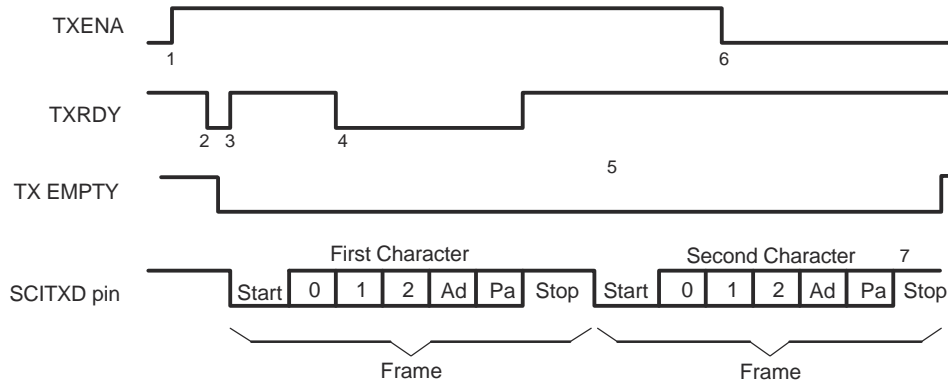 TXENA
1
6
TXRDY
2 3 4
5
TX EMPTY
First Character
Second Character 7
SCITXD pin
Start 0 1 2 Ad Pa Stop Start 0 1 2 Ad Pa Stop
Frame Frame